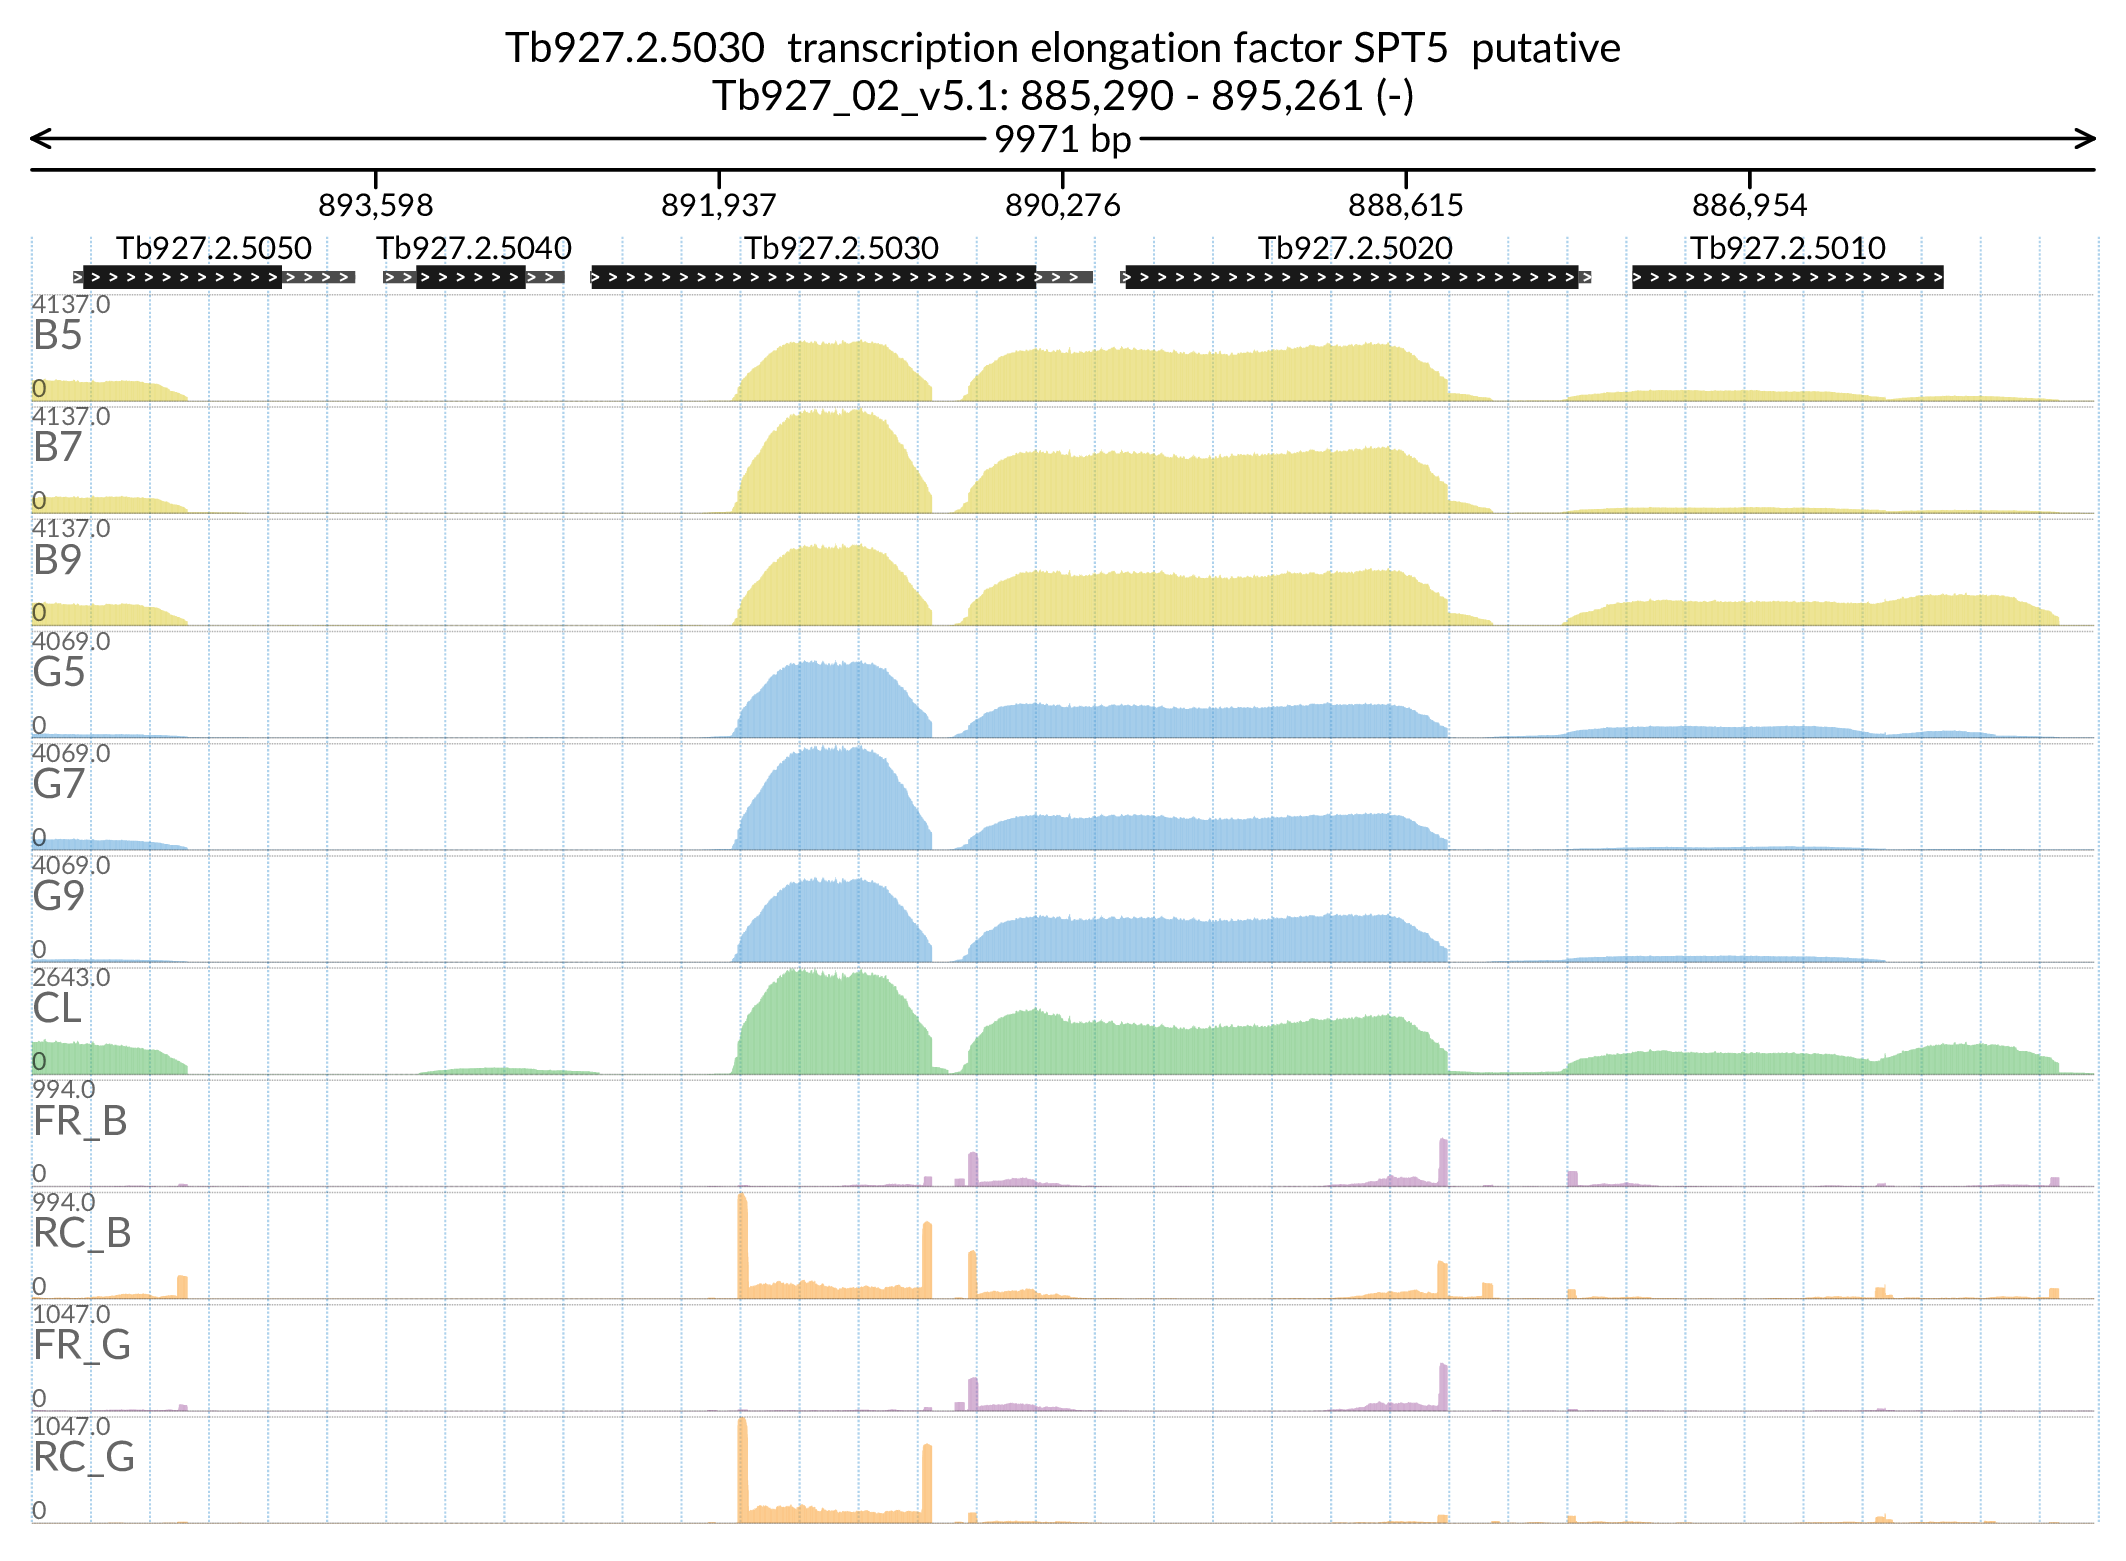 Tb927.2.5030  transcription elongation factor SPT5  putative
Tb927_02_v5.1: 885,290 - 895,261 (-)
9971 bp
893,598 891,937 890,276 888,615 886,954
Tb927.2.5050 Tb927.2.5040 Tb927.2.5030 Tb927.2.5020 Tb927.2.5010
4137.0
B5
0
4137.0
B7
0
4137.0
B9
0
4069.0
G5
0
4069.0
G7
0
4069.0
G9
0
2643.0
CL
0
994.0
FR_B
0
994.0
RC_B
0
1047.0
FR_G
0
1047.0
RC_G
0